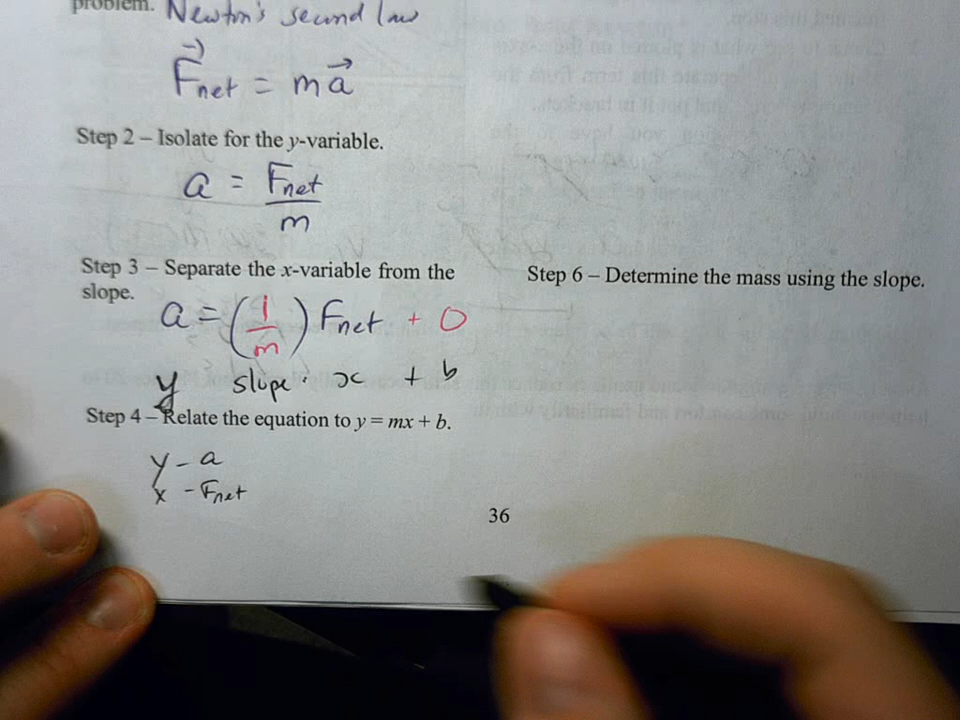 problem. Newton's second law
F⃗net = ma⃗
Step 2 – Isolate for the y-variable.
a = Fnet/m
Step 3 – Separate the x-variable from the
slope.
a = (1/m) Fnet + 0
y slope · x + b
Step 4 – Relate the equation to y = mx + b.
y - a
x - Fnet
Step 6 – Determine the mass using the slope.
36